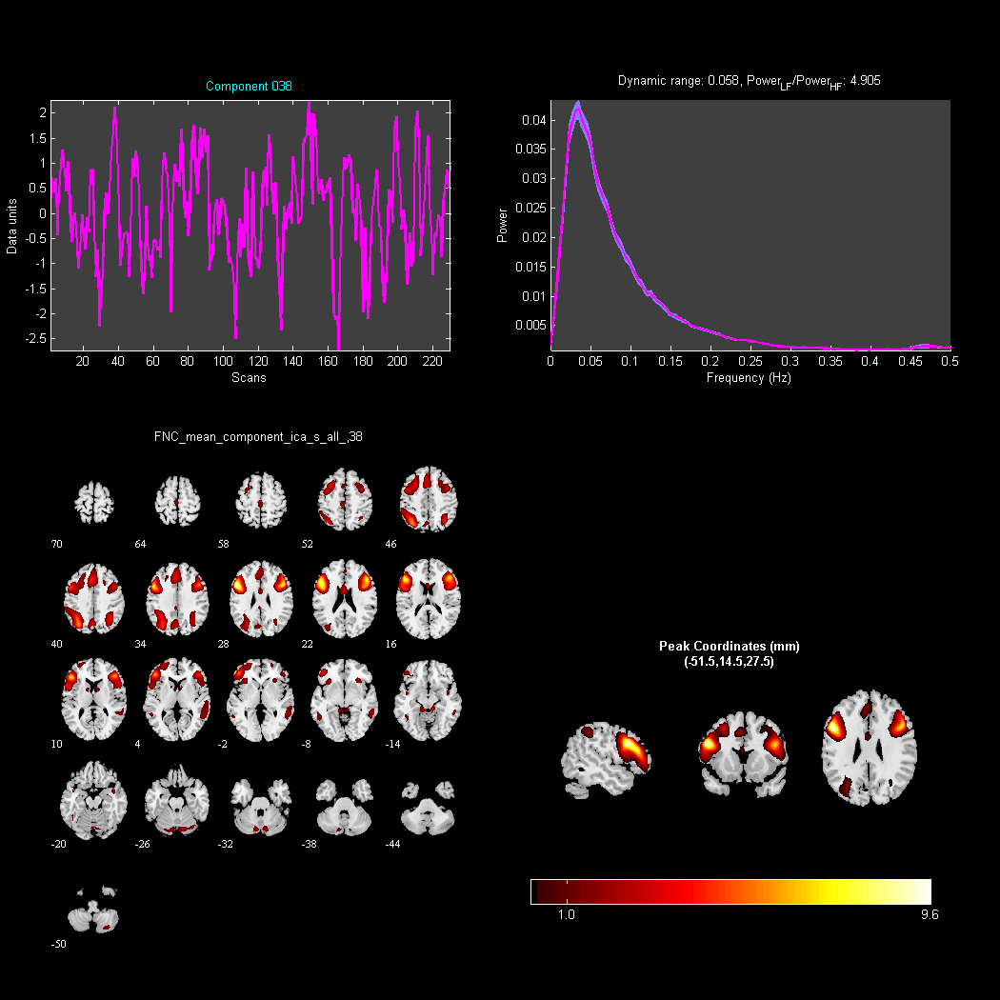 Component 038
Data units
2
1.5
1
0.5
0
-0.5
-1
-1.5
-2
-2.5
20 40 60 80 100 120 140 160 180 200 220
Scans
Dynamic range: 0.058, PowerLF/PowerHF: 4.905
Power
0.04
0.035
0.03
0.025
0.02
0.015
0.01
0.005
0 0.05 0.1 0.15 0.2 0.25 0.3 0.35 0.4 0.45 0.5
Frequency (Hz)
FNC_mean_component_ica_s_all_,38
70 64 58 52 46
40 34 28 22 16
10 4 -2 -8 -14
-20 -26 -32 -38 -44
-50
Peak Coordinates (mm)
(-51.5,14.5,27.5)
1.0 9.6